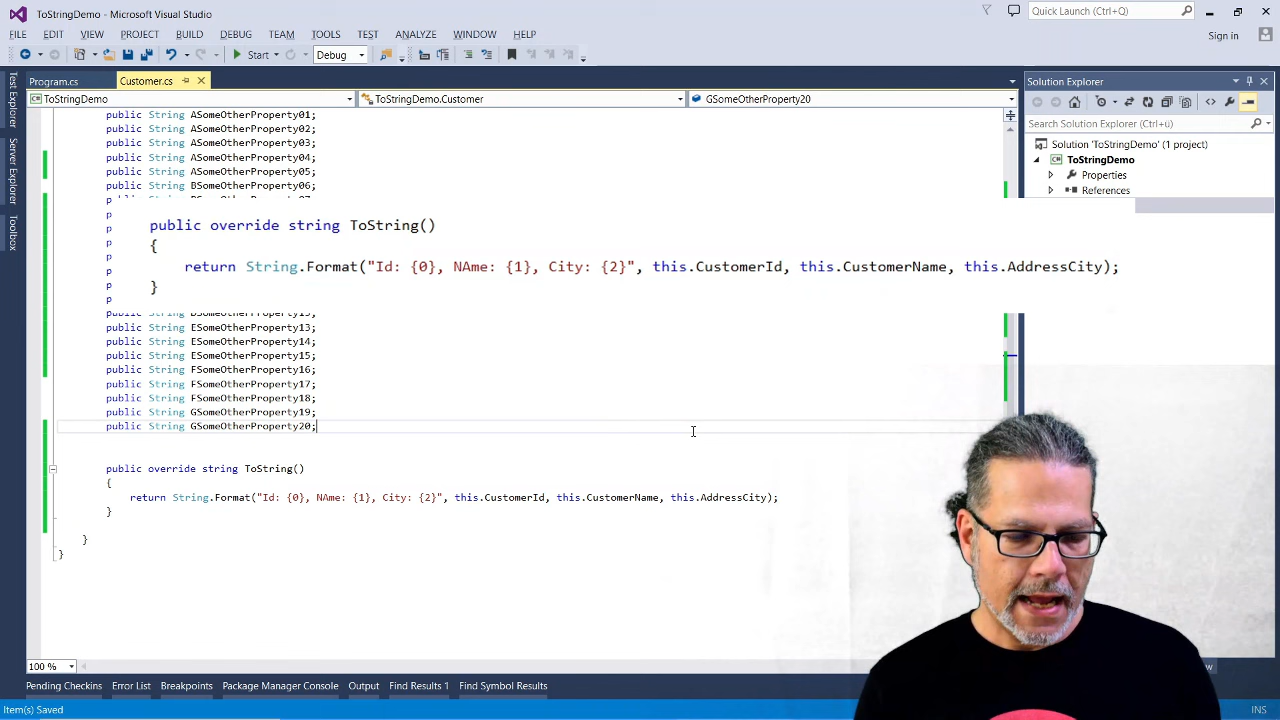 ToStringDemo - Microsoft Visual Studio
Quick Launch (Ctrl+Q)
FILE EDIT VIEW PROJECT BUILD DEBUG TEAM TOOLS TEST ANALYZE WINDOW HELP
Sign in
Start
Debug
Test Explorer
Server Explorer
Toolbox
Program.cs
Customer.cs
ToStringDemo
ToStringDemo.Customer
GSomeOtherProperty20
public String ASomeOtherProperty01;
public String ASomeOtherProperty02;
public String ASomeOtherProperty03;
public String ASomeOtherProperty04;
public String ASomeOtherProperty05;
public String BSomeOtherProperty06;
public override string ToString()
{
return String.Format("Id: {0}, NAme: {1}, City: {2}", this.CustomerId, this.CustomerName, this.AddressCity);
}
public String ESomeOtherProperty13;
public String ESomeOtherProperty14;
public String ESomeOtherProperty15;
public String FSomeOtherProperty16;
public String FSomeOtherProperty17;
public String FSomeOtherProperty18;
public String GSomeOtherProperty19;
public String GSomeOtherProperty20;
public override string ToString()
{
return String.Format("Id: {0}, NAme: {1}, City: {2}", this.CustomerId, this.CustomerName, this.AddressCity);
}
}
}
Solution Explorer
Search Solution Explorer (Ctrl+ü)
Solution 'ToStringDemo' (1 project)
ToStringDemo
Properties
References
100 %
Pending Checkins Error List Breakpoints Package Manager Console Output Find Results 1 Find Symbol Results
Item(s) Saved
INS